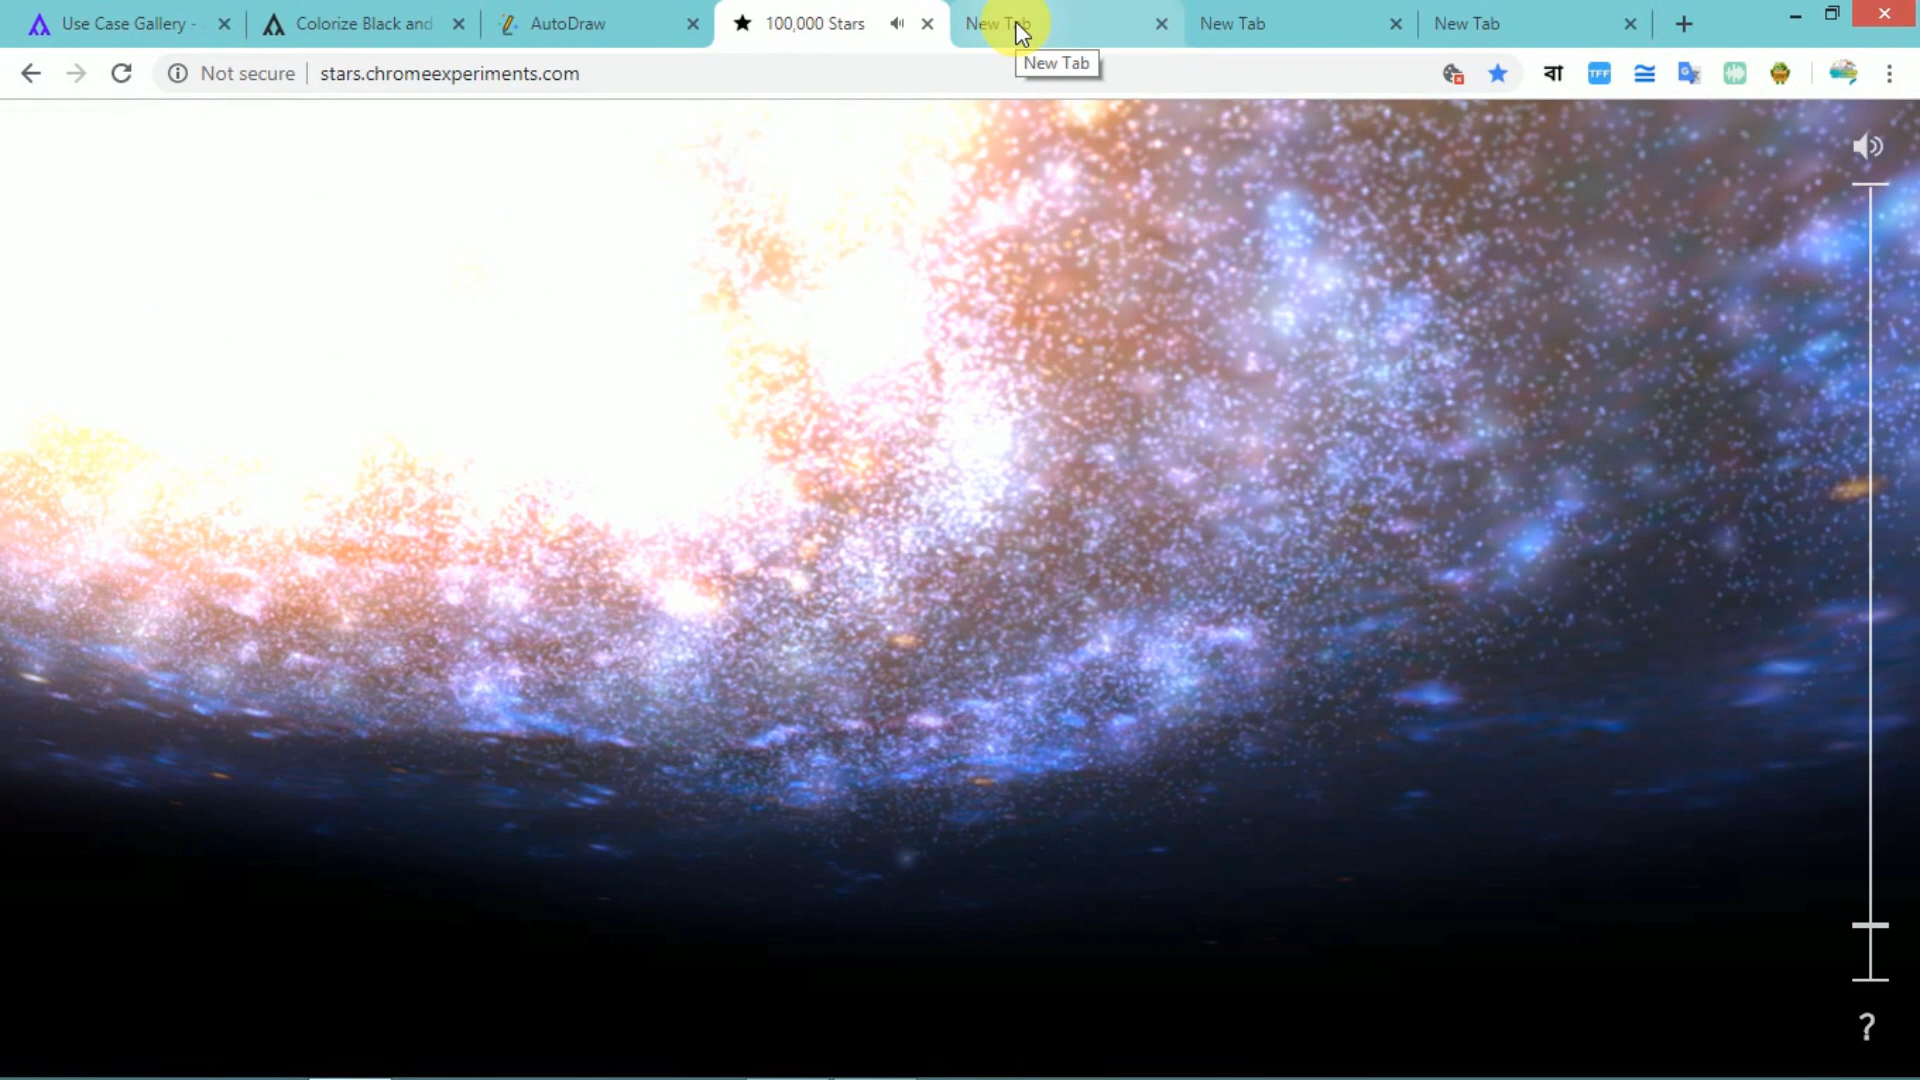 Use Case Gallery -
Colorize Black and
AutoDraw
100,000 Stars
New Tab
New Tab
New Tab
New Tab
Not secure
stars.chromeexperiments.com
বা
TFF
G
?